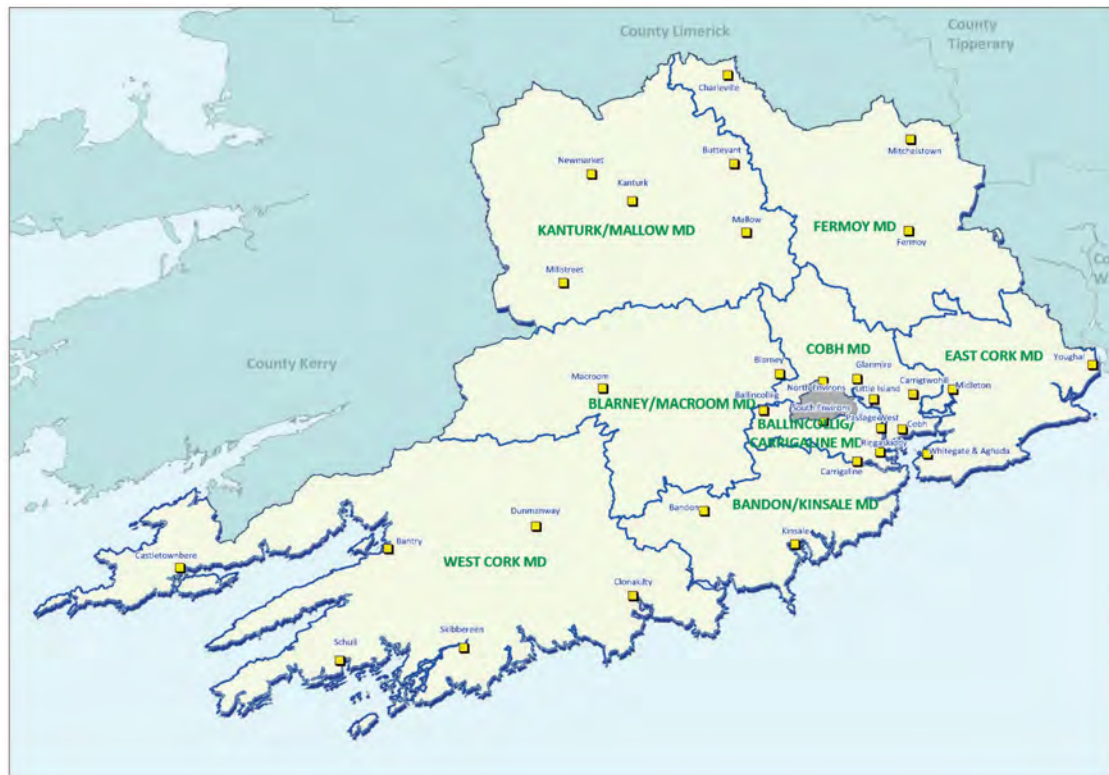 County Limerick
County
Tipperary
Charleville
Mitchelstown
Buttevant
Newmarket
Kanturk
KANTURK/MALLOW MD
Mallow
FERMOY MD
Fermoy
Millstreet
County Kerry
COBH MD
EAST CORK MD
Blarney
Glanmire
Youghal
Macroom
North Environs
Little Island
Carrigtwohill
Midleton
BLARNEY/MACROOM MD
Ballincollig
South Environs
Passage West
Cobh
BALLINCOLLIG/
CARRIGALINE MD
Ringaskiddy
Whitegate & Aghada
Carrigaline
BANDON/KINSALE MD
Bandon
Dunmanway
Kinsale
Bantry
WEST CORK MD
Castletownbere
Clonakilty
Skibbereen
Schull